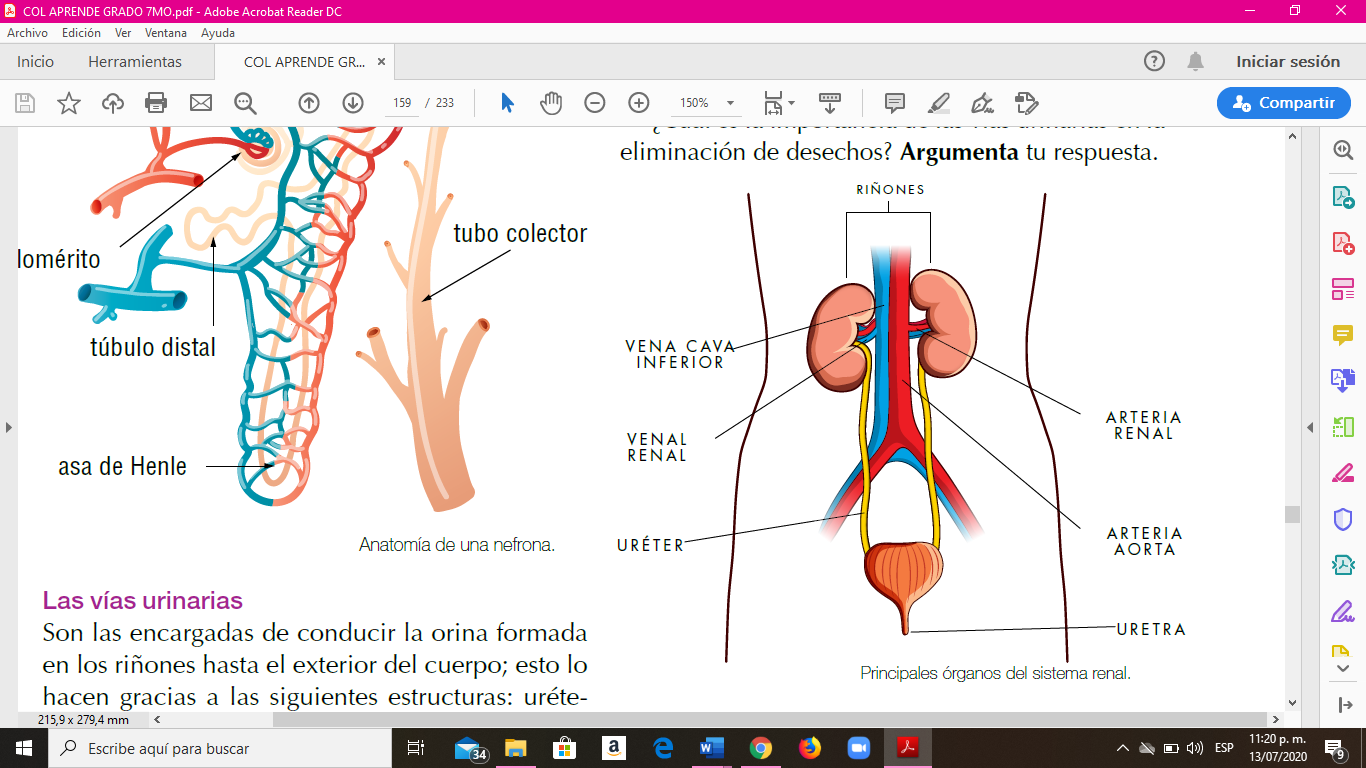 COL APRENDE GRADO 7MO.pdf - Adobe Acrobat Reader DC
Archivo Edición Ver Ventana Ayuda
Inicio Herramientas COL APRENDE GR... ×
? Iniciar sesión
159 / 233
150%
Compartir
eliminación de desechos? Argumenta tu respuesta.
RIÑONES
tubo colector
lomérito
túbulo distal
asa de Henle
Anatomía de una nefrona.
VENA CAVA
INFERIOR
VENAL
RENAL
URÉTER
ARTERIA
RENAL
ARTERIA
AORTA
URETRA
Principales órganos del sistema renal.
Las vías urinarias
Son las encargadas de conducir la orina formada
en los riñones hasta el exterior del cuerpo; esto lo
hacen gracias a las siguientes estructuras: uréte-
215,9 x 279,4 mm
Escribe aquí para buscar
34
ESP
11:20 p. m.
13/07/2020
9